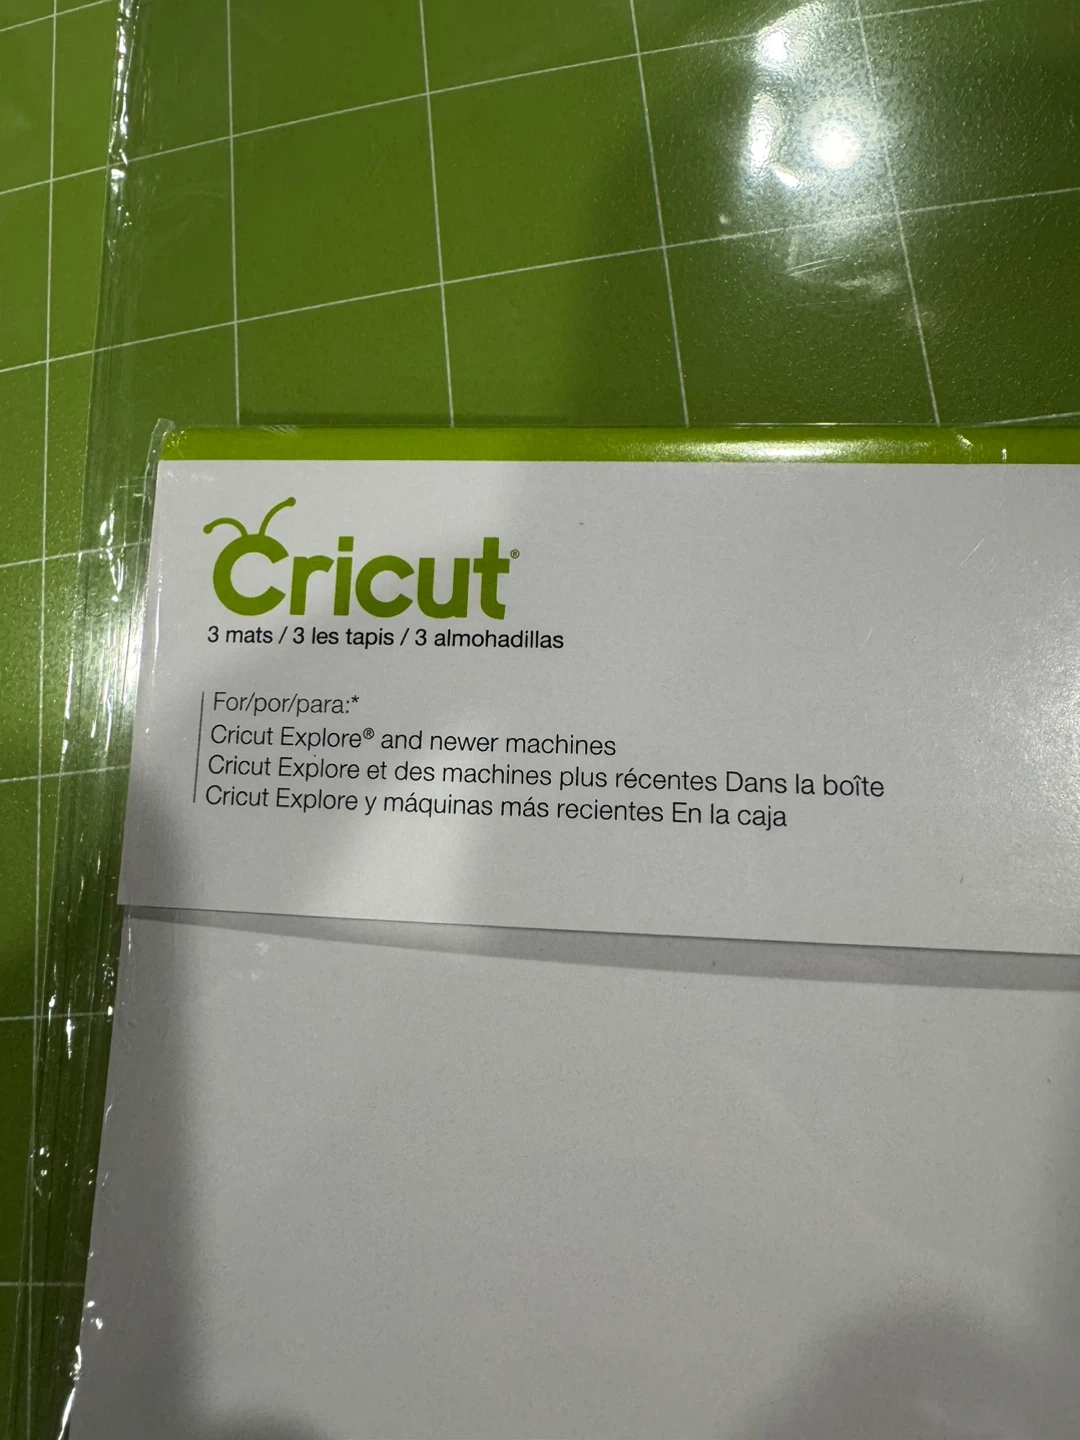 Cricut®
3 mats / 3 les tapis / 3 almohadillas
For/por/para:*
Cricut Explore® and newer machines
Cricut Explore et des machines plus récentes Dans la boîte
Cricut Explore y máquinas más recientes En la caja